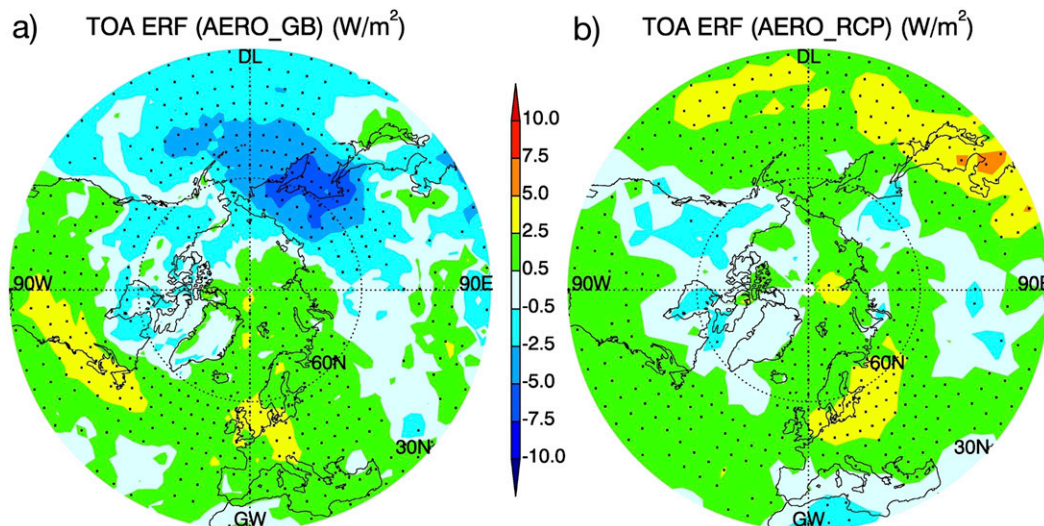 a) TOA ERF (AERO_GB) (W/m²)
DL
90W
90E
60N
30N
GW
10.0
7.5
5.0
2.5
0.5
-0.5
-2.5
-5.0
-7.5
-10.0
b) TOA ERF (AERO_RCP) (W/m²)
DL
90W
90E
60N
30N
GW